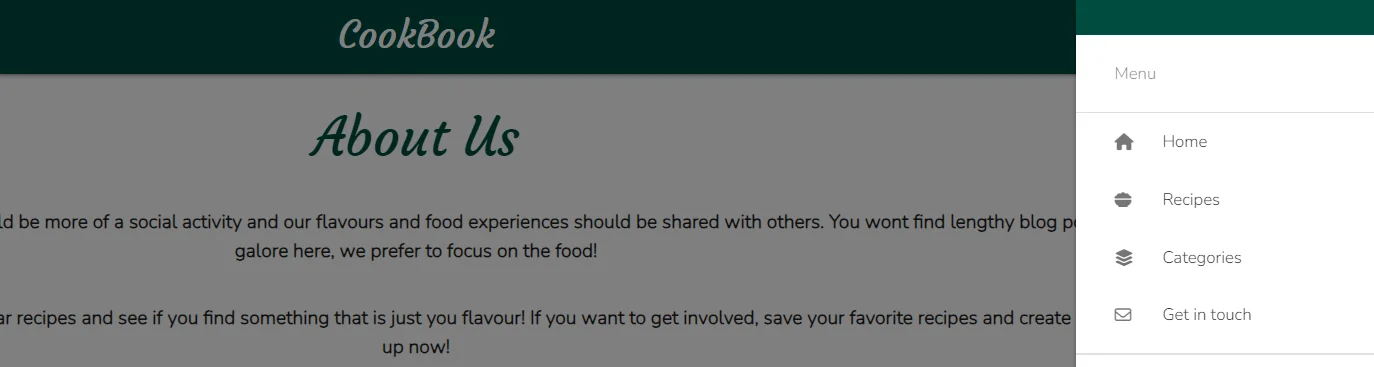 CookBook
About Us
be more of a social activity and our flavours and food experiences should be shared with others. You wont find lengthy blog
galore here, we prefer to focus on the food!
recipes and see if you find something that is just you flavour! If you want to get involved, save your favorite recipes and create
up now!
Menu
Home
Recipes
Categories
Get in touch